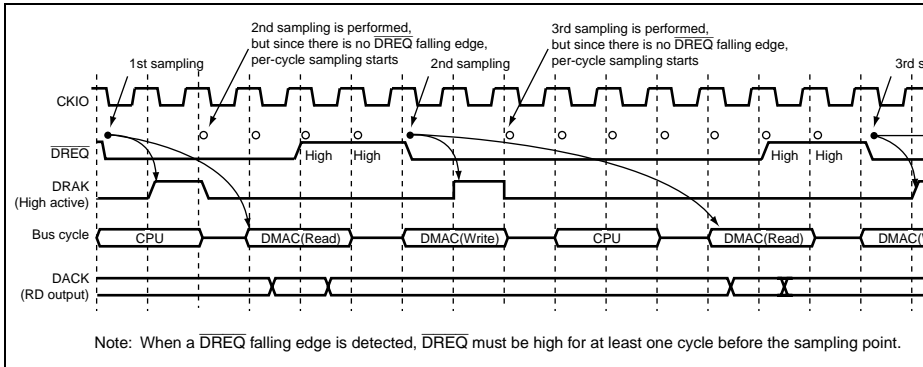 2nd sampling is performed,
but since there is no DREQ falling edge,
per-cycle sampling starts
3rd sampling is performed,
but since there is no DREQ falling edge,
per-cycle sampling starts
1st sampling
2nd sampling
3rd s
CKIO
DREQ
High
High
High
High
DRAK
(High active)
Bus cycle
CPU
DMAC(Read)
DMAC(Write)
CPU
DMAC(Read)
DMAC(W
DACK
(RD output)
Note: When a DREQ falling edge is detected, DREQ must be high for at least one cycle before the sampling point.